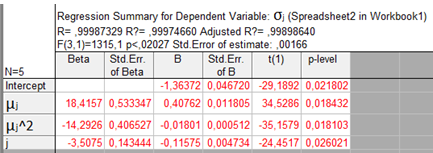 Regression Summary for Dependent Variable: σj (Spreadsheet2 in Workbook1)
R= ,99987329 R?= ,99974660 Adjusted R?= ,99898640
F(3,1)=1315,1 p<,02027 Std.Error of estimate: ,00166
N=5 Beta Std.Err. of Beta B Std.Err. of B t(1) p-level
Intercept -1,36372 0,046720 -29,1892 0,021802
μj 18,4157 0,533347 0,40762 0,011805 34,5286 0,018432
μj^2 -14,2926 0,406527 -0,01801 0,000512 -35,1579 0,018103
j -3,5075 0,143444 -0,11575 0,004734 -24,4517 0,026021